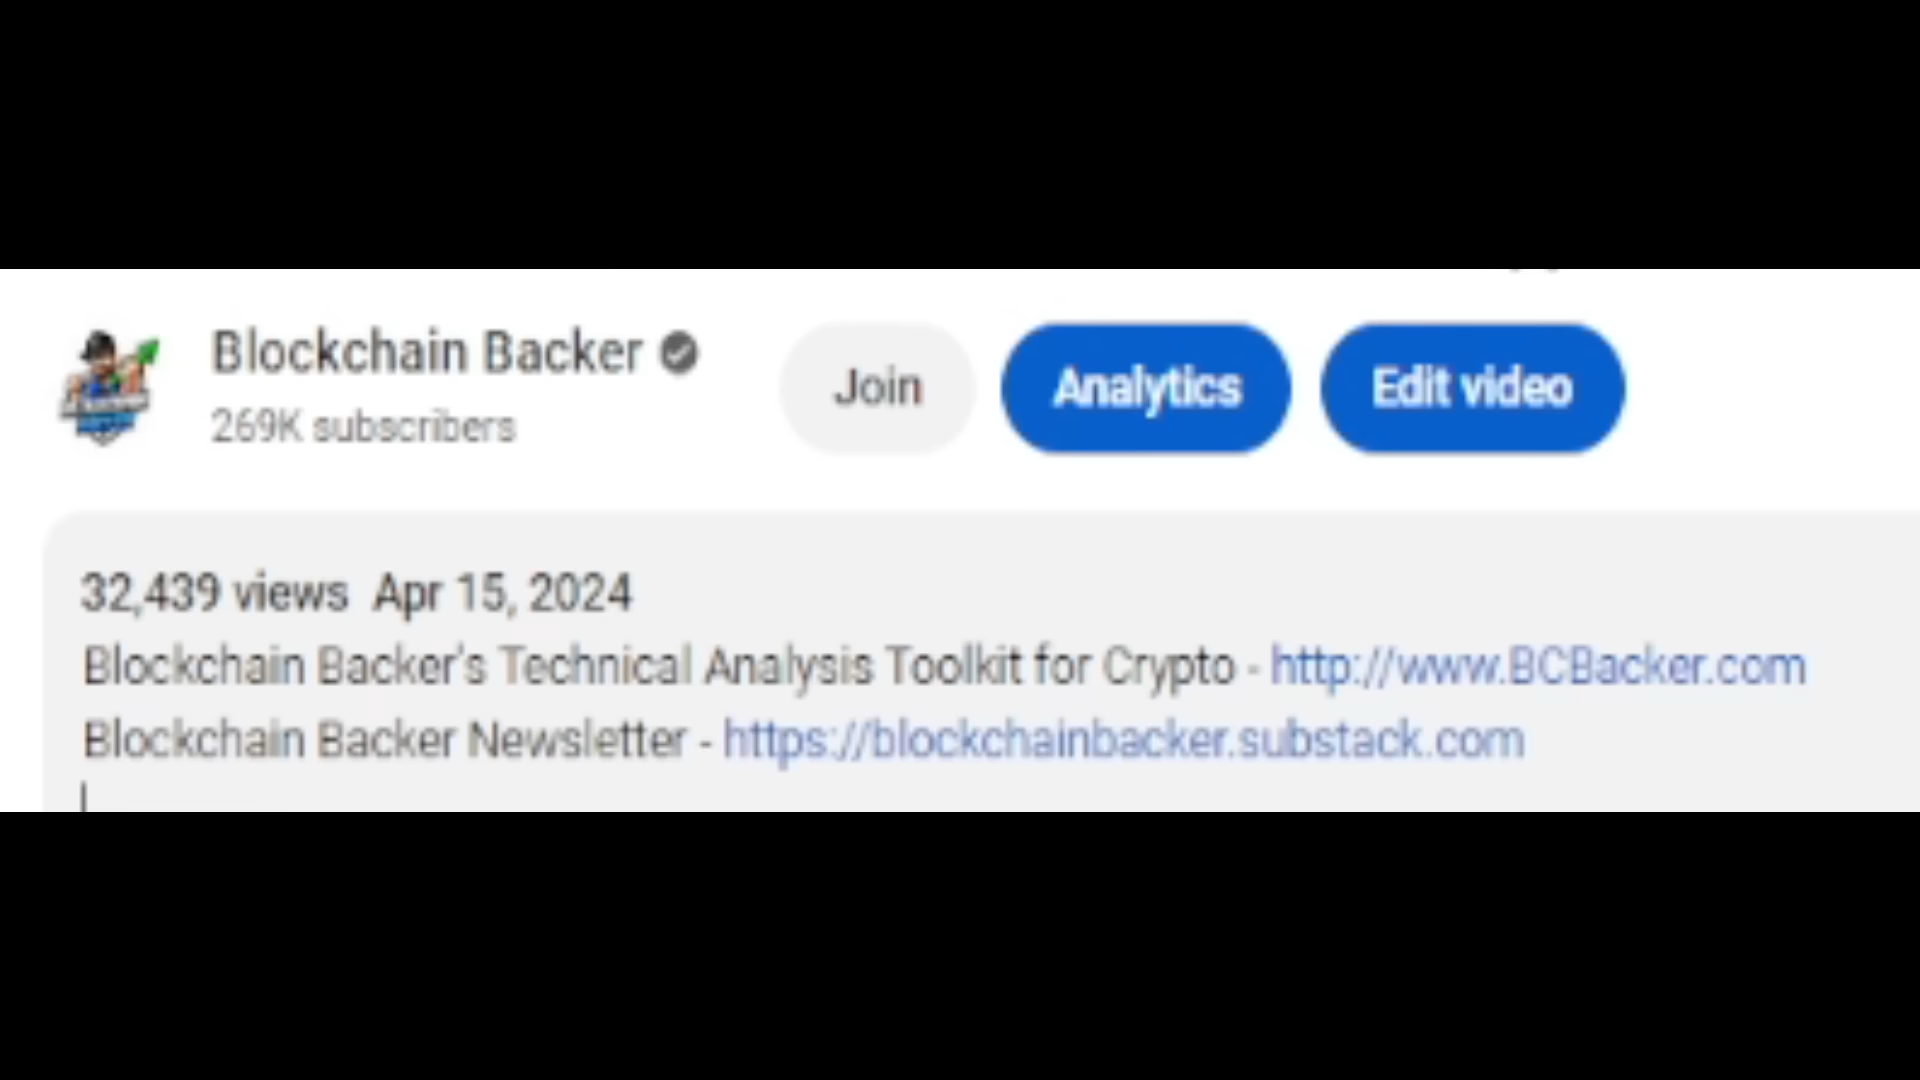 Blockchain Backer
269K subscribers
Join
Analytics
Edit video
32,439 views Apr 15, 2024
Blockchain Backer's Technical Analysis Toolkit for Crypto - http://www.BCBacker.com
Blockchain Backer Newsletter - https://blockchainbacker.substack.com